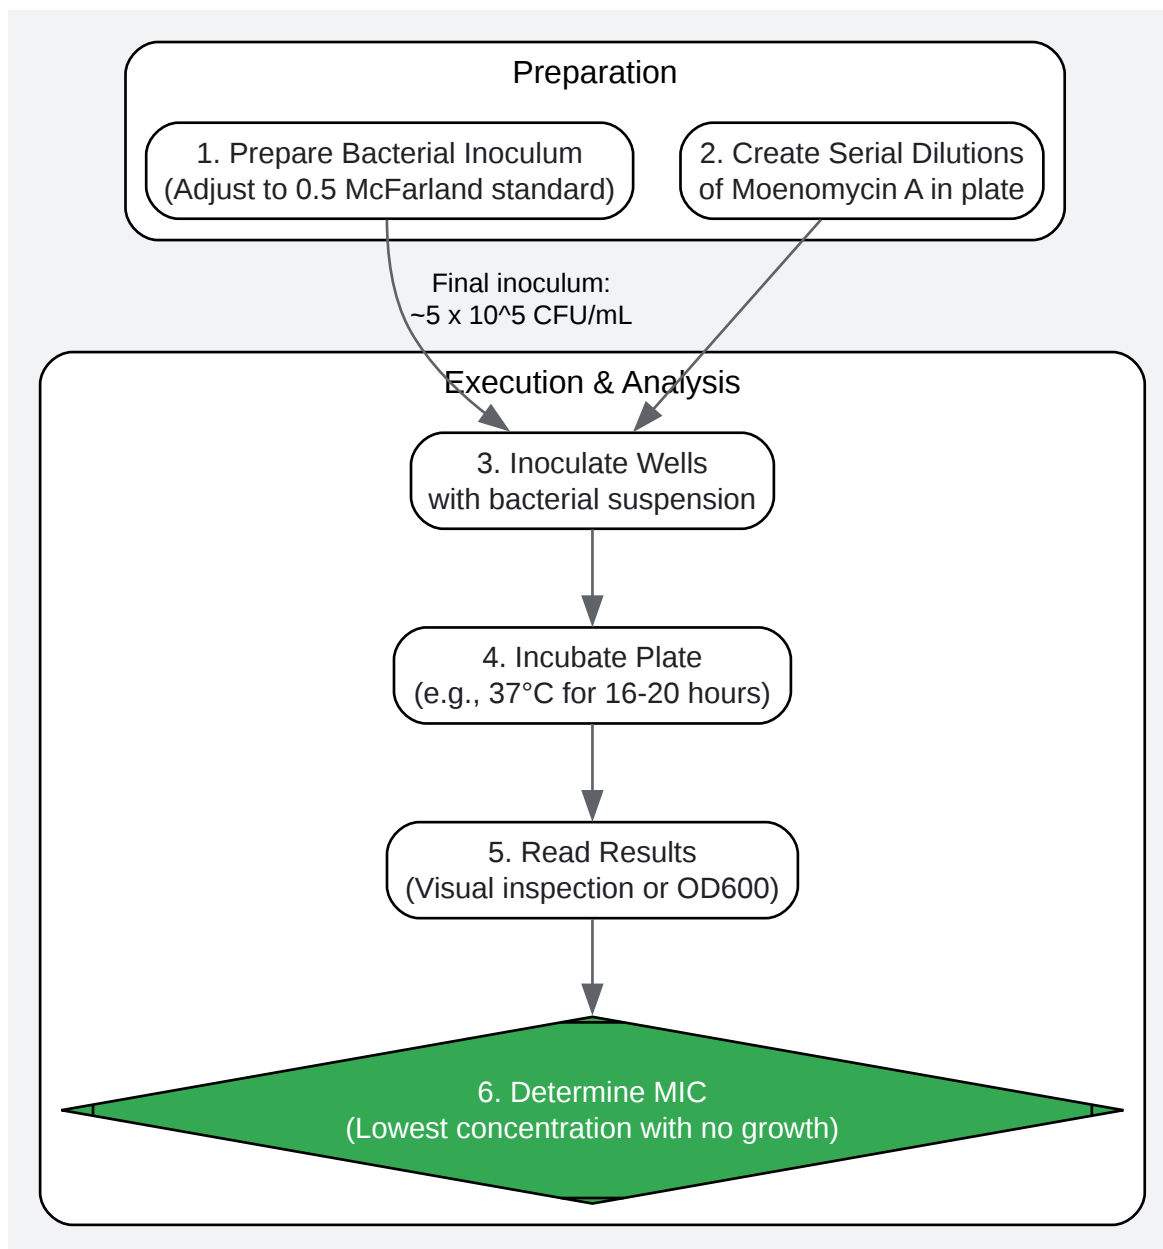 Preparation
1. Prepare Bacterial Inoculum
(Adjust to 0.5 McFarland standard)
2. Create Serial Dilutions
of Moenomycin A in plate
Final inoculum:
~5 x 10^5 CFU/mL
Execution & Analysis
3. Inoculate Wells
with bacterial suspension
4. Incubate Plate
(e.g., 37°C for 16-20 hours)
5. Read Results
(Visual inspection or OD600)
6. Determine MIC
(Lowest concentration with no growth)